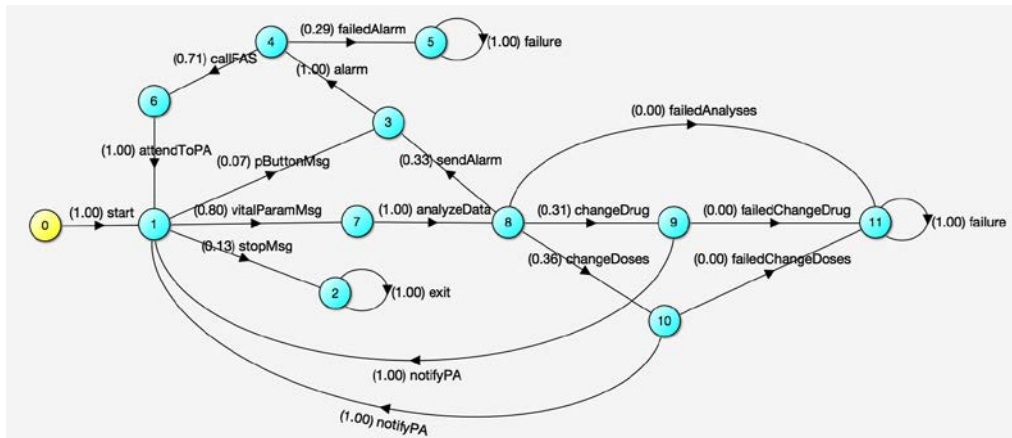 4
(0.29) failedAlarm
5
(1.00) failure
(0.71) callFAS
(1.00) alarm
6
3
(0.00) failedAnalyses
(1.00) attendToPA
(0.07) pButtonMsg
(0.33) sendAlarm
0
(1.00) start
1
(0.80) vitalParamMsg
7
(1.00) analyzeData
8
(0.31) changeDrug
9
(0.00) failedChangeDrug
11
(1.00) failure
(0.13) stopMsg
(0.36) changeDoses
(0.00) failedChangeDoses
2
(1.00) exit
10
(1.00) notifyPA
(1.00) notifyPA